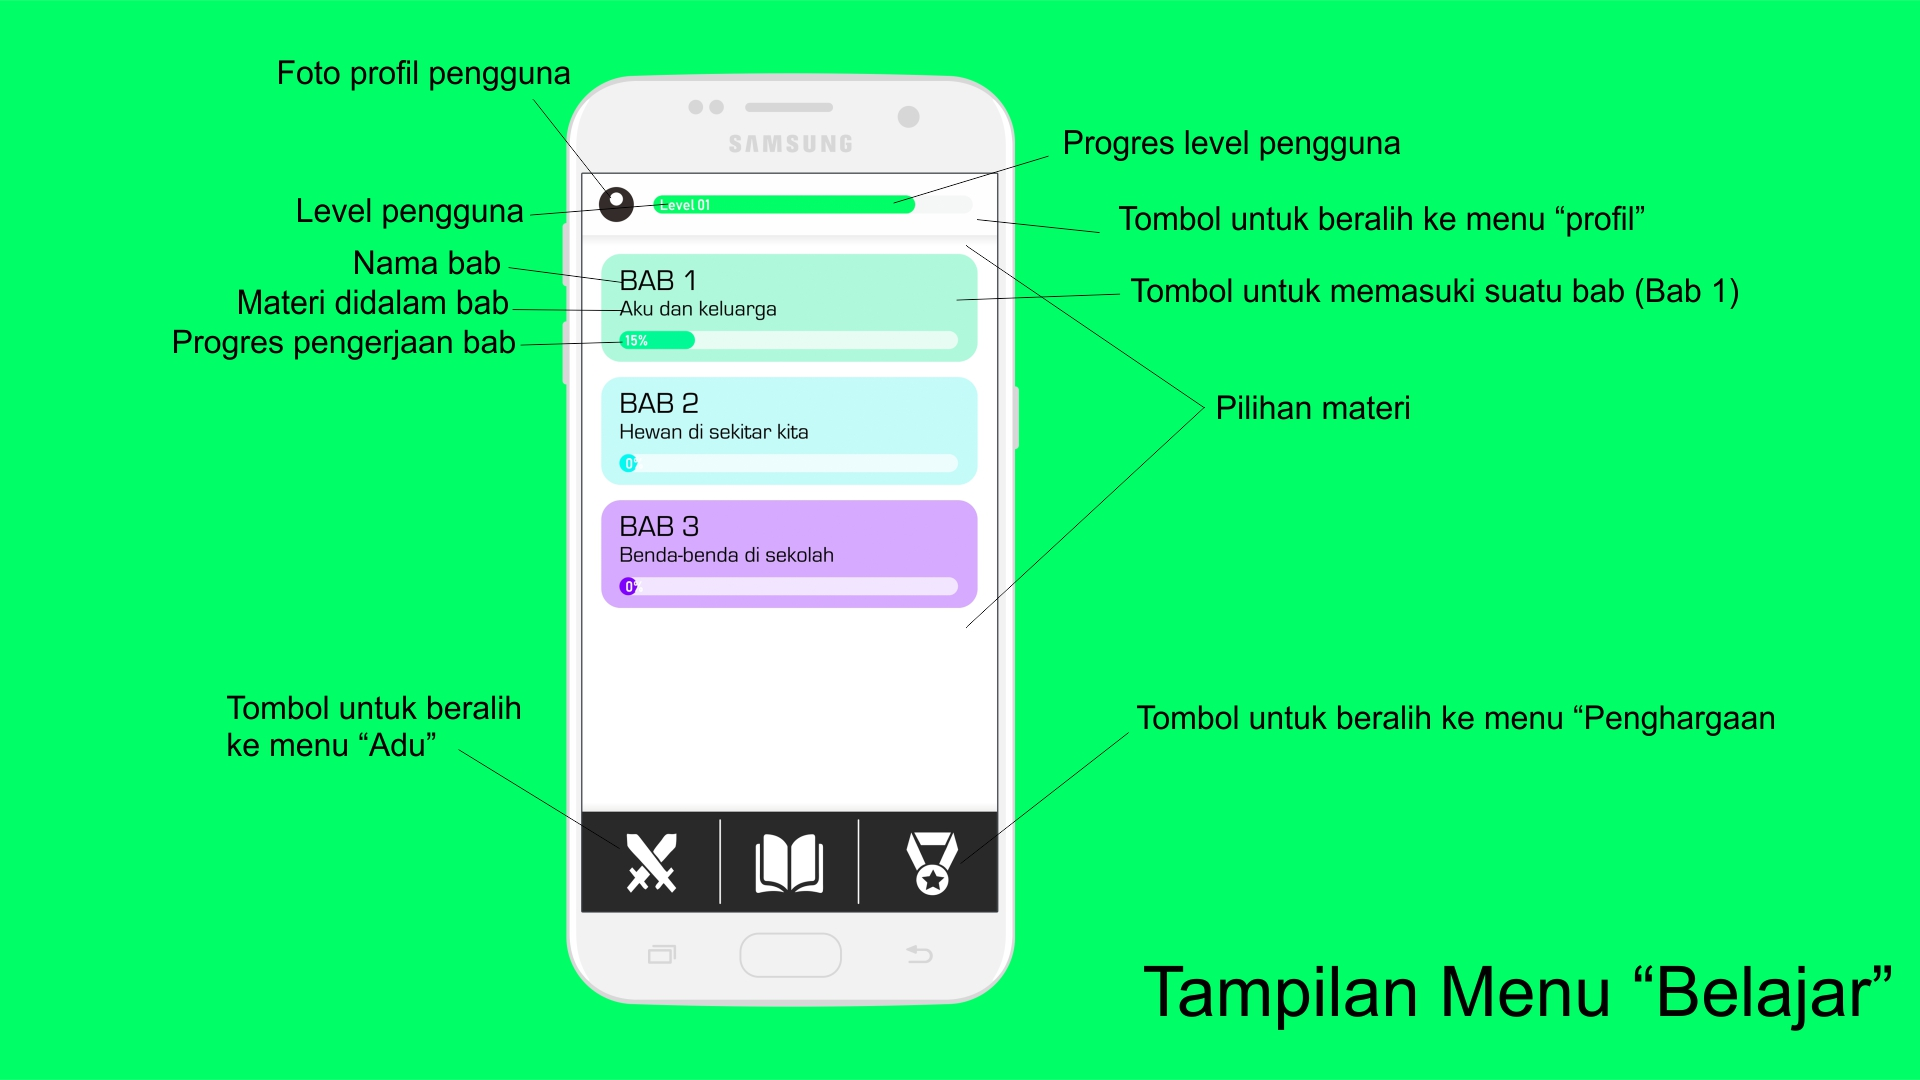 Foto profil pengguna
SAMSUNG
Progres level pengguna
Level 01
Level pengguna
Tombol untuk beralih ke menu “profil”
Nama bab
BAB 1
Tombol untuk memasuki suatu bab (Bab 1)
Materi didalam bab
Aku dan keluarga
Progres pengerjaan bab
15%
BAB 2
Pilihan materi
Hewan di sekitar kita
0%
BAB 3
Benda-benda di sekolah
0%
Tombol untuk beralih
ke menu “Adu”
Tombol untuk beralih ke menu “Penghargaan
Tampilan Menu “Belajar”